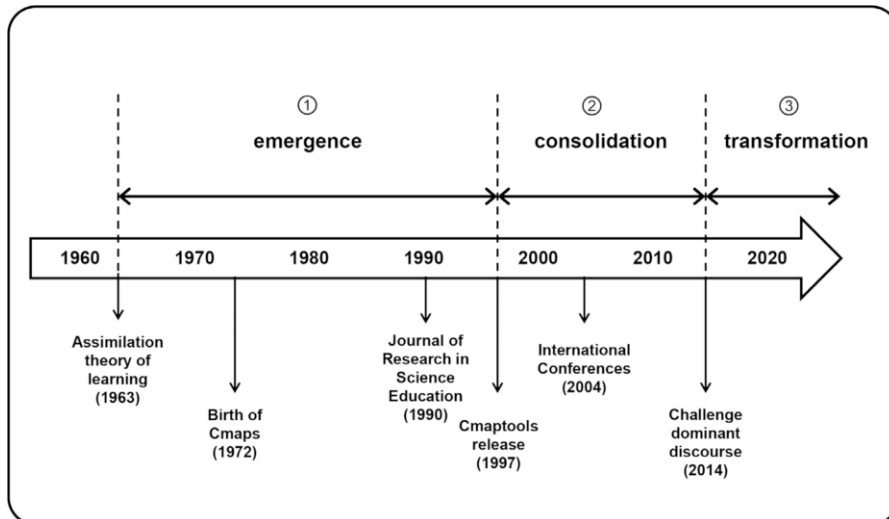 ① ② ③
emergence consolidation transformation
1960 1970 1980 1990 2000 2010 2020
Assimilation
theory of
learning
(1963)
Birth of
Cmaps
(1972)
Journal of
Research in
Science
Education
(1990)
Cmaptools
release
(1997)
International
Conferences
(2004)
Challenge
dominant
discourse
(2014)